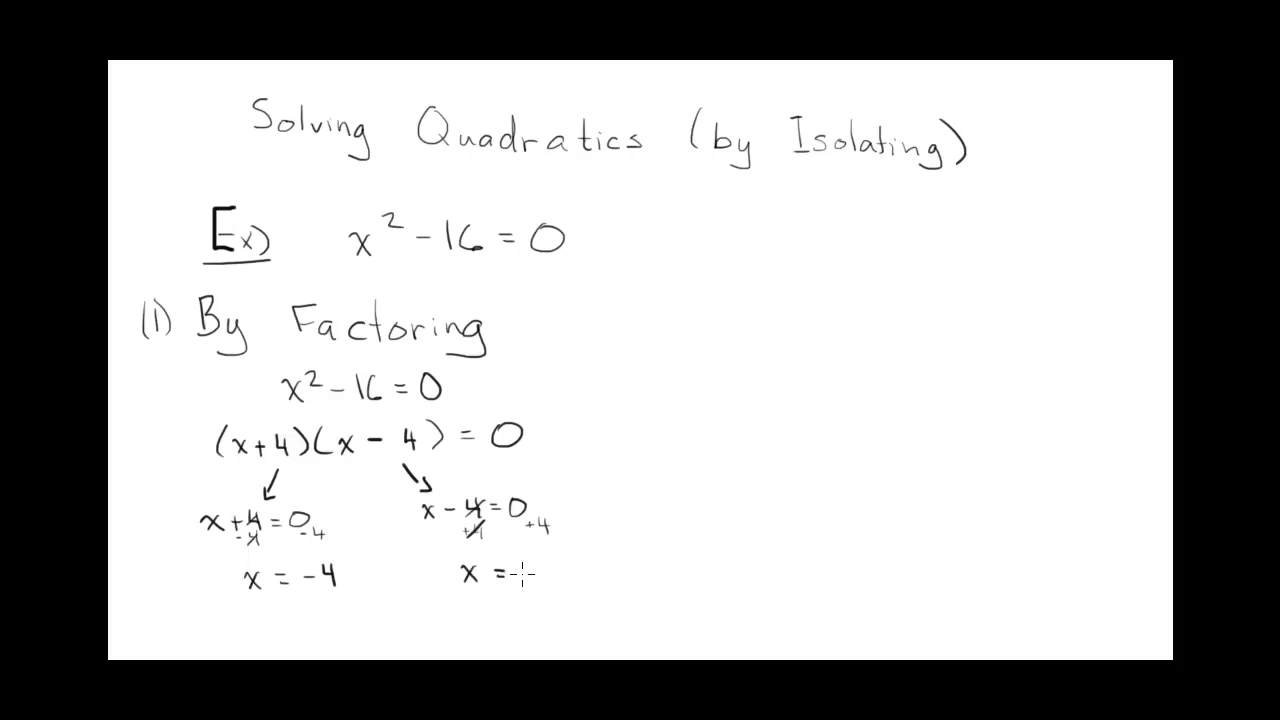 Solving Quadratics (by Isolating)
Ex) x² - 16 = 0
(1) By Factoring
x² - 16 = 0
(x + 4)(x - 4) = 0
x + 4 = 0 x - 4 = 0
-4 -4 +4 +4
x = -4 x =